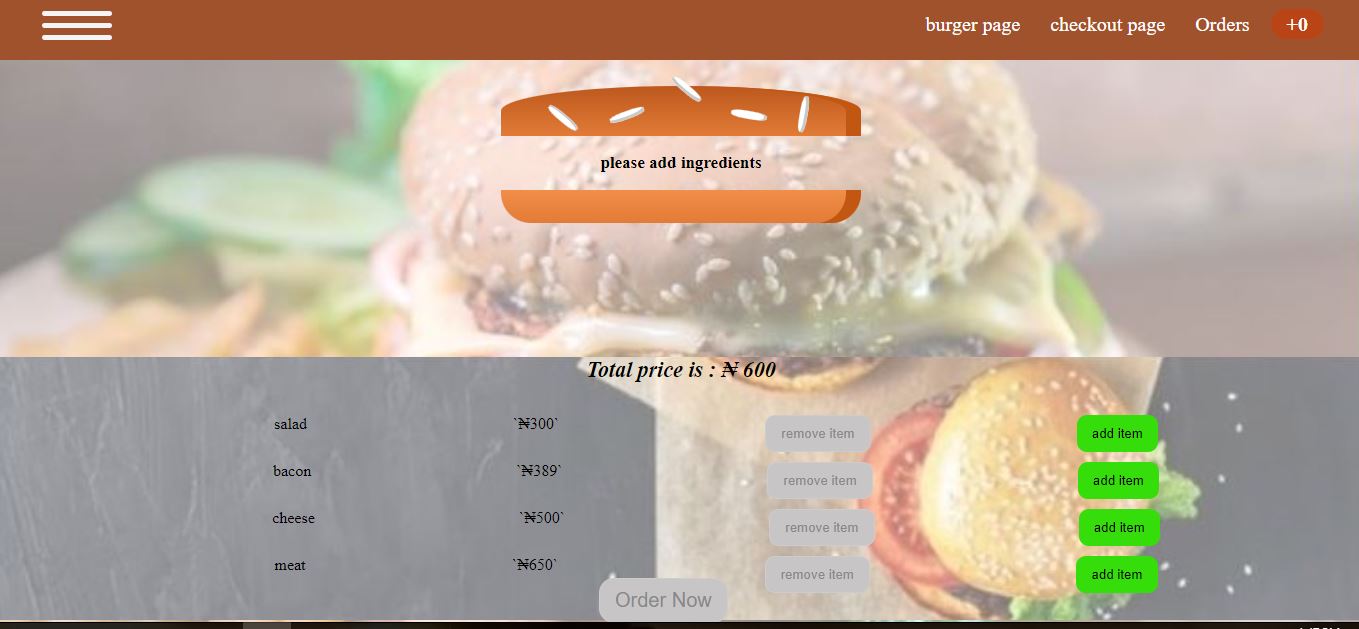 burger page checkout page Orders +0
please add ingredients
Total price is : ₦ 600
salad `₦300` remove item add item
bacon `₦389` remove item add item
cheese `₦500` remove item add item
meat `₦650` remove item add item
Order Now